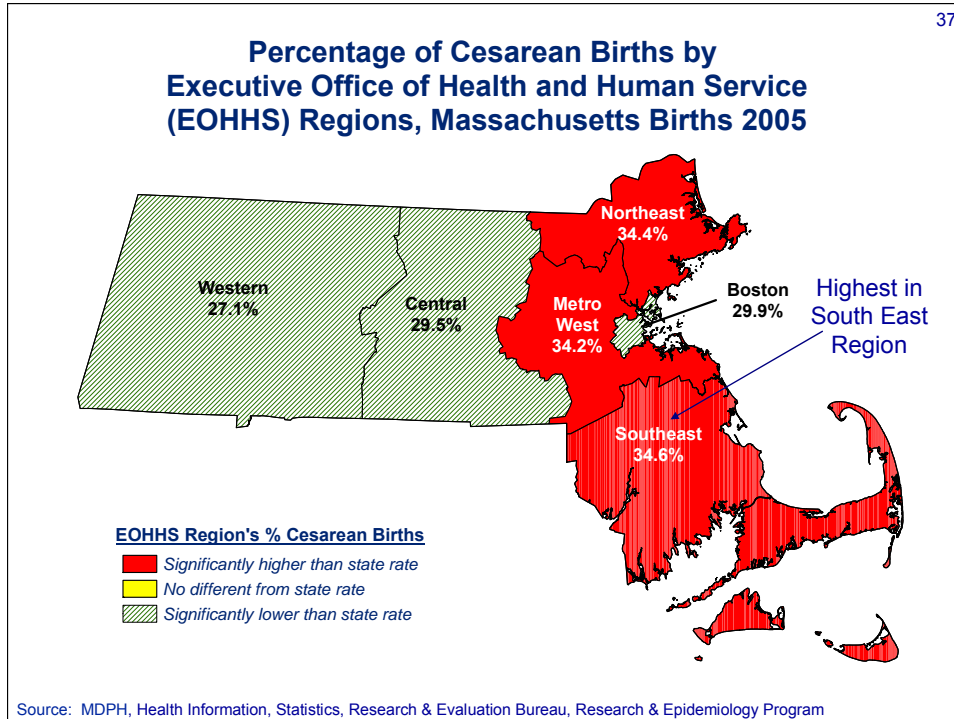 37
Percentage of Cesarean Births by
Executive Office of Health and Human Service
(EOHHS) Regions, Massachusetts Births 2005
Northeast
34.4%
Western
27.1%
Central
29.5%
Metro
West
34.2%
Boston
29.9%
Highest in
South East
Region
Southeast
34.6%
EOHHS Region's % Cesarean Births
Significantly higher than state rate
No different from state rate
Significantly lower than state rate
Source: MDPH, Health Information, Statistics, Research & Evaluation Bureau, Research & Epidemiology Program